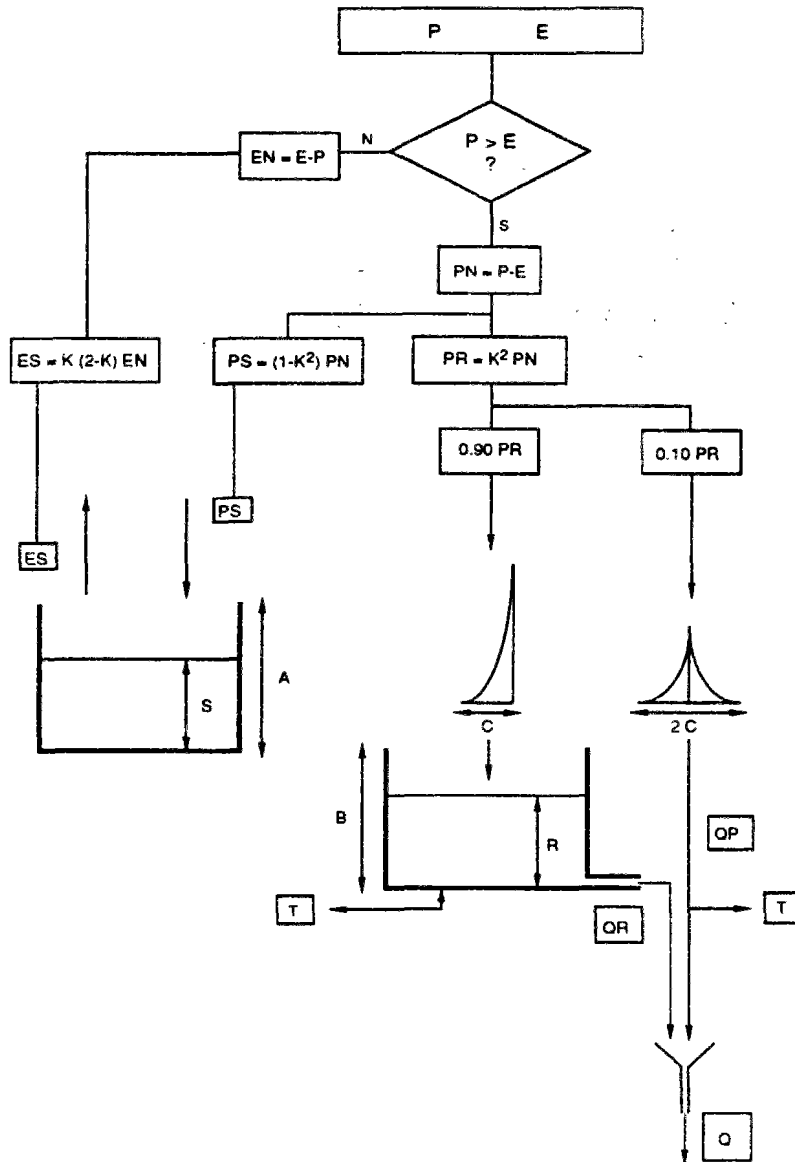 P E
P > E
?
N
EN = E-P
S
PN = P-E
ES = K (2-K) EN
PS = (1-K²) PN
PR = K² PN
0.90 PR
0.10 PR
PS
ES
A
S
C
2 C
B
R
QP
T
QR
T
Q